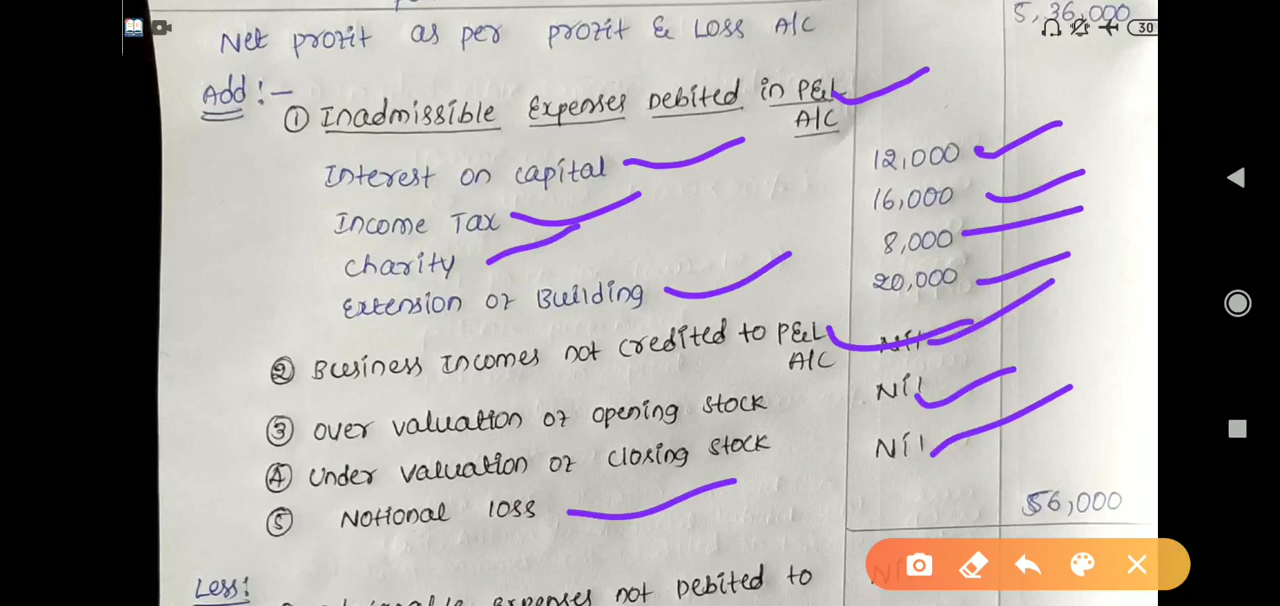 5,36,000
30
Net profit as per profit & Loss A/C
Add :-
① Inadmissible Expenses Debited in P&L A/C
Interest on capital 12,000
Income Tax 16,000
Charity 8,000
Extension of Building 20,000
② Business Incomes not credited to P&L A/C Nil
③ over valuation of opening stock Nil
④ Under valuation of closing stock Nil
⑤ Notional loss
56,000
Less:
expenses not debited to